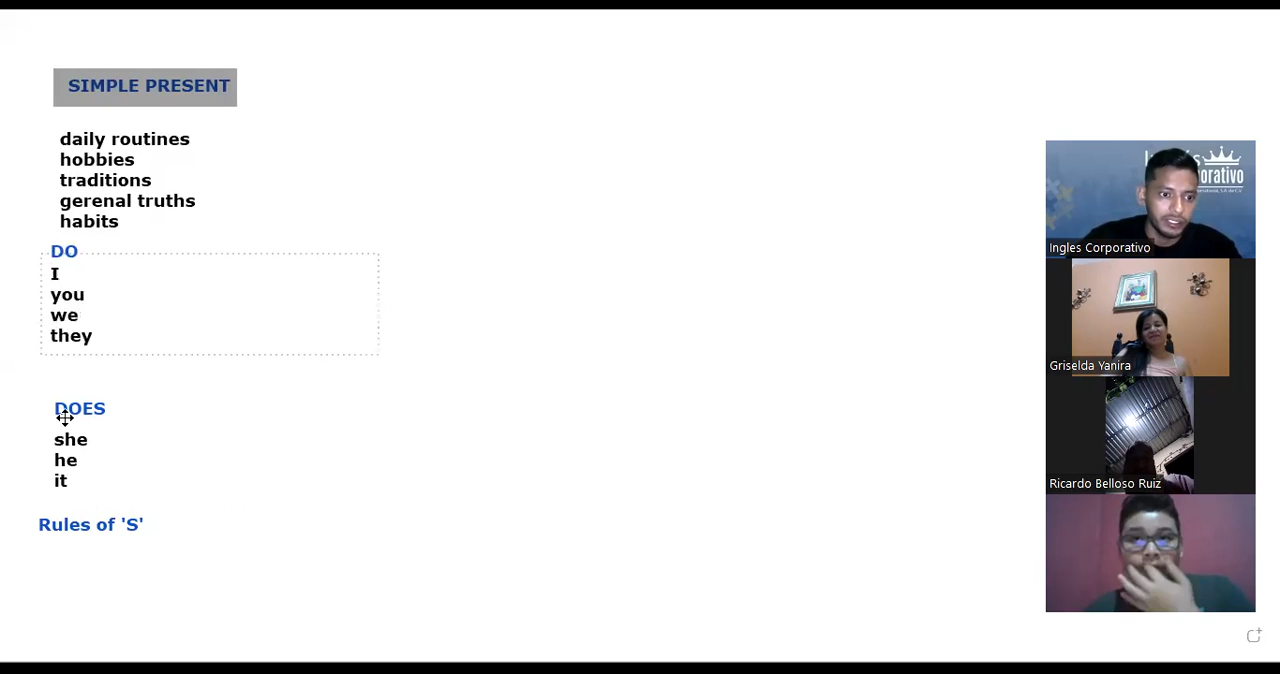 SIMPLE PRESENT
daily routines
hobbies
traditions
gerenal truths
habits
DO
I
you
we
they
DOES
she
he
it
Rules of 'S'
Ingles Corporativo
Griselda Yanira
Ricardo Belloso Ruiz